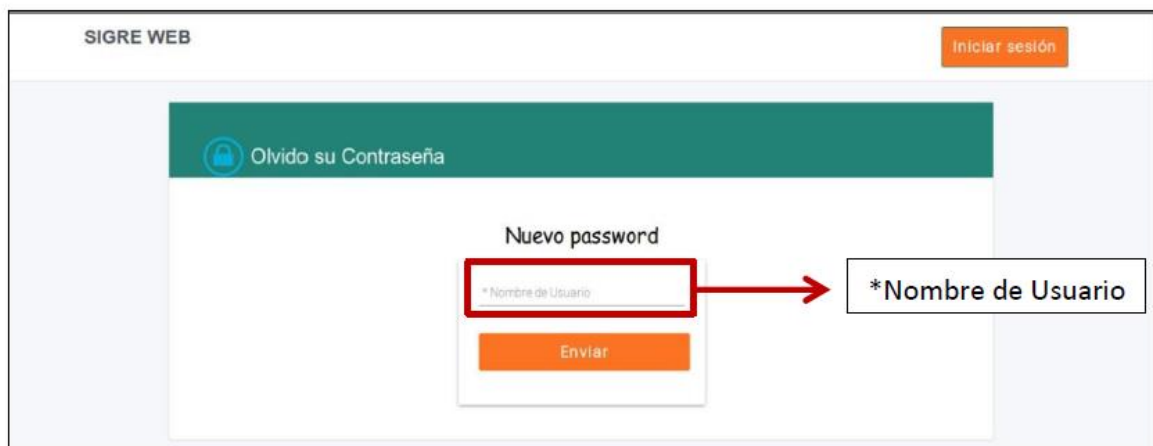 SIGRE WEB
Iniciar sesión
Olvido su Contraseña
Nuevo password
* Nombre de Usuario
*Nombre de Usuario
Enviar